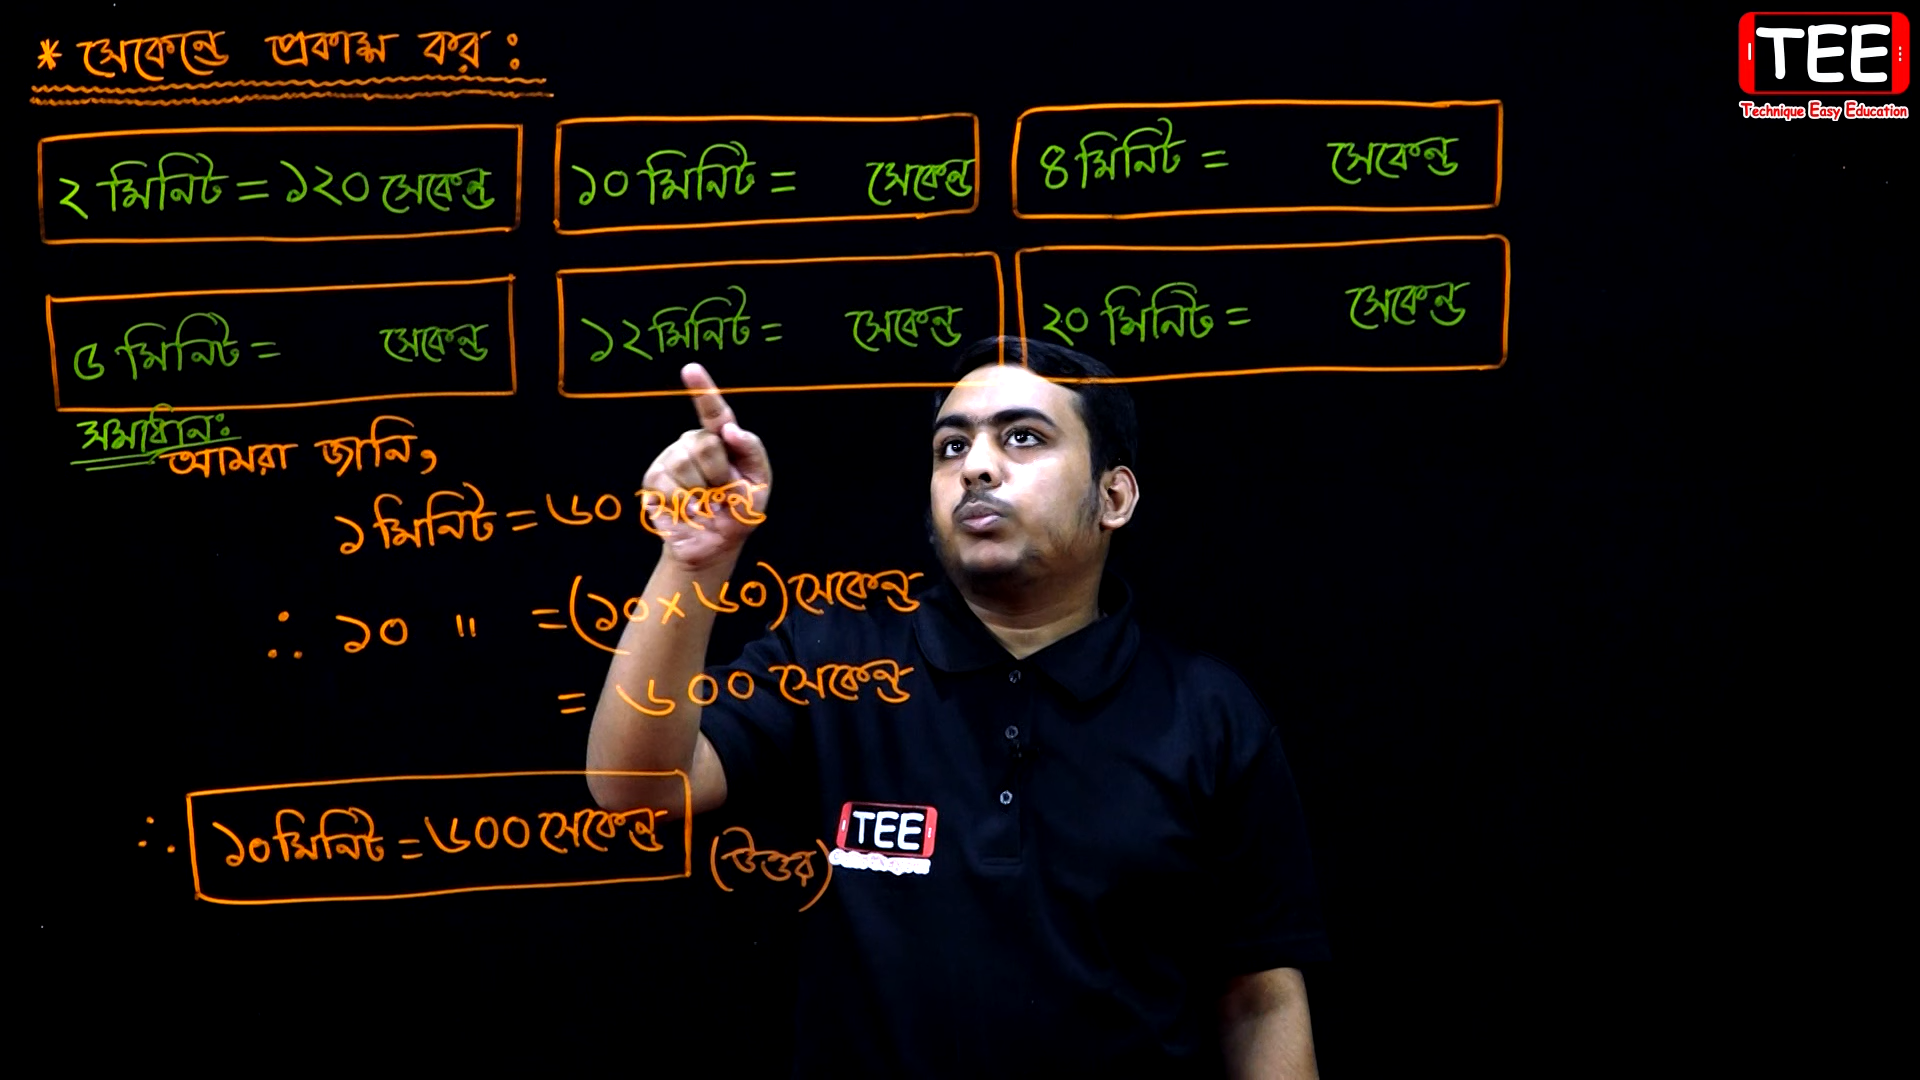 * সেকেন্ডে প্রকাশ কর :
২ মিনিট = ১২০ সেকেন্ড
১০ মিনিট = সেকেন্ড
৪ মিনিট = সেকেন্ড
৫ মিনিট = সেকেন্ড
১২ মিনিট = সেকেন্ড
২০ মিনিট = সেকেন্ড
সমাধান:
আমরা জানি,
১ মিনিট = ৬০ সেকেন্ড
∴ ১০ " = (১০ × ৬০) সেকেন্ড
= ৬০০ সেকেন্ড
∴ ১০ মিনিট = ৬০০ সেকেন্ড (উত্তর)
TEE
Technique Easy Education
TEE